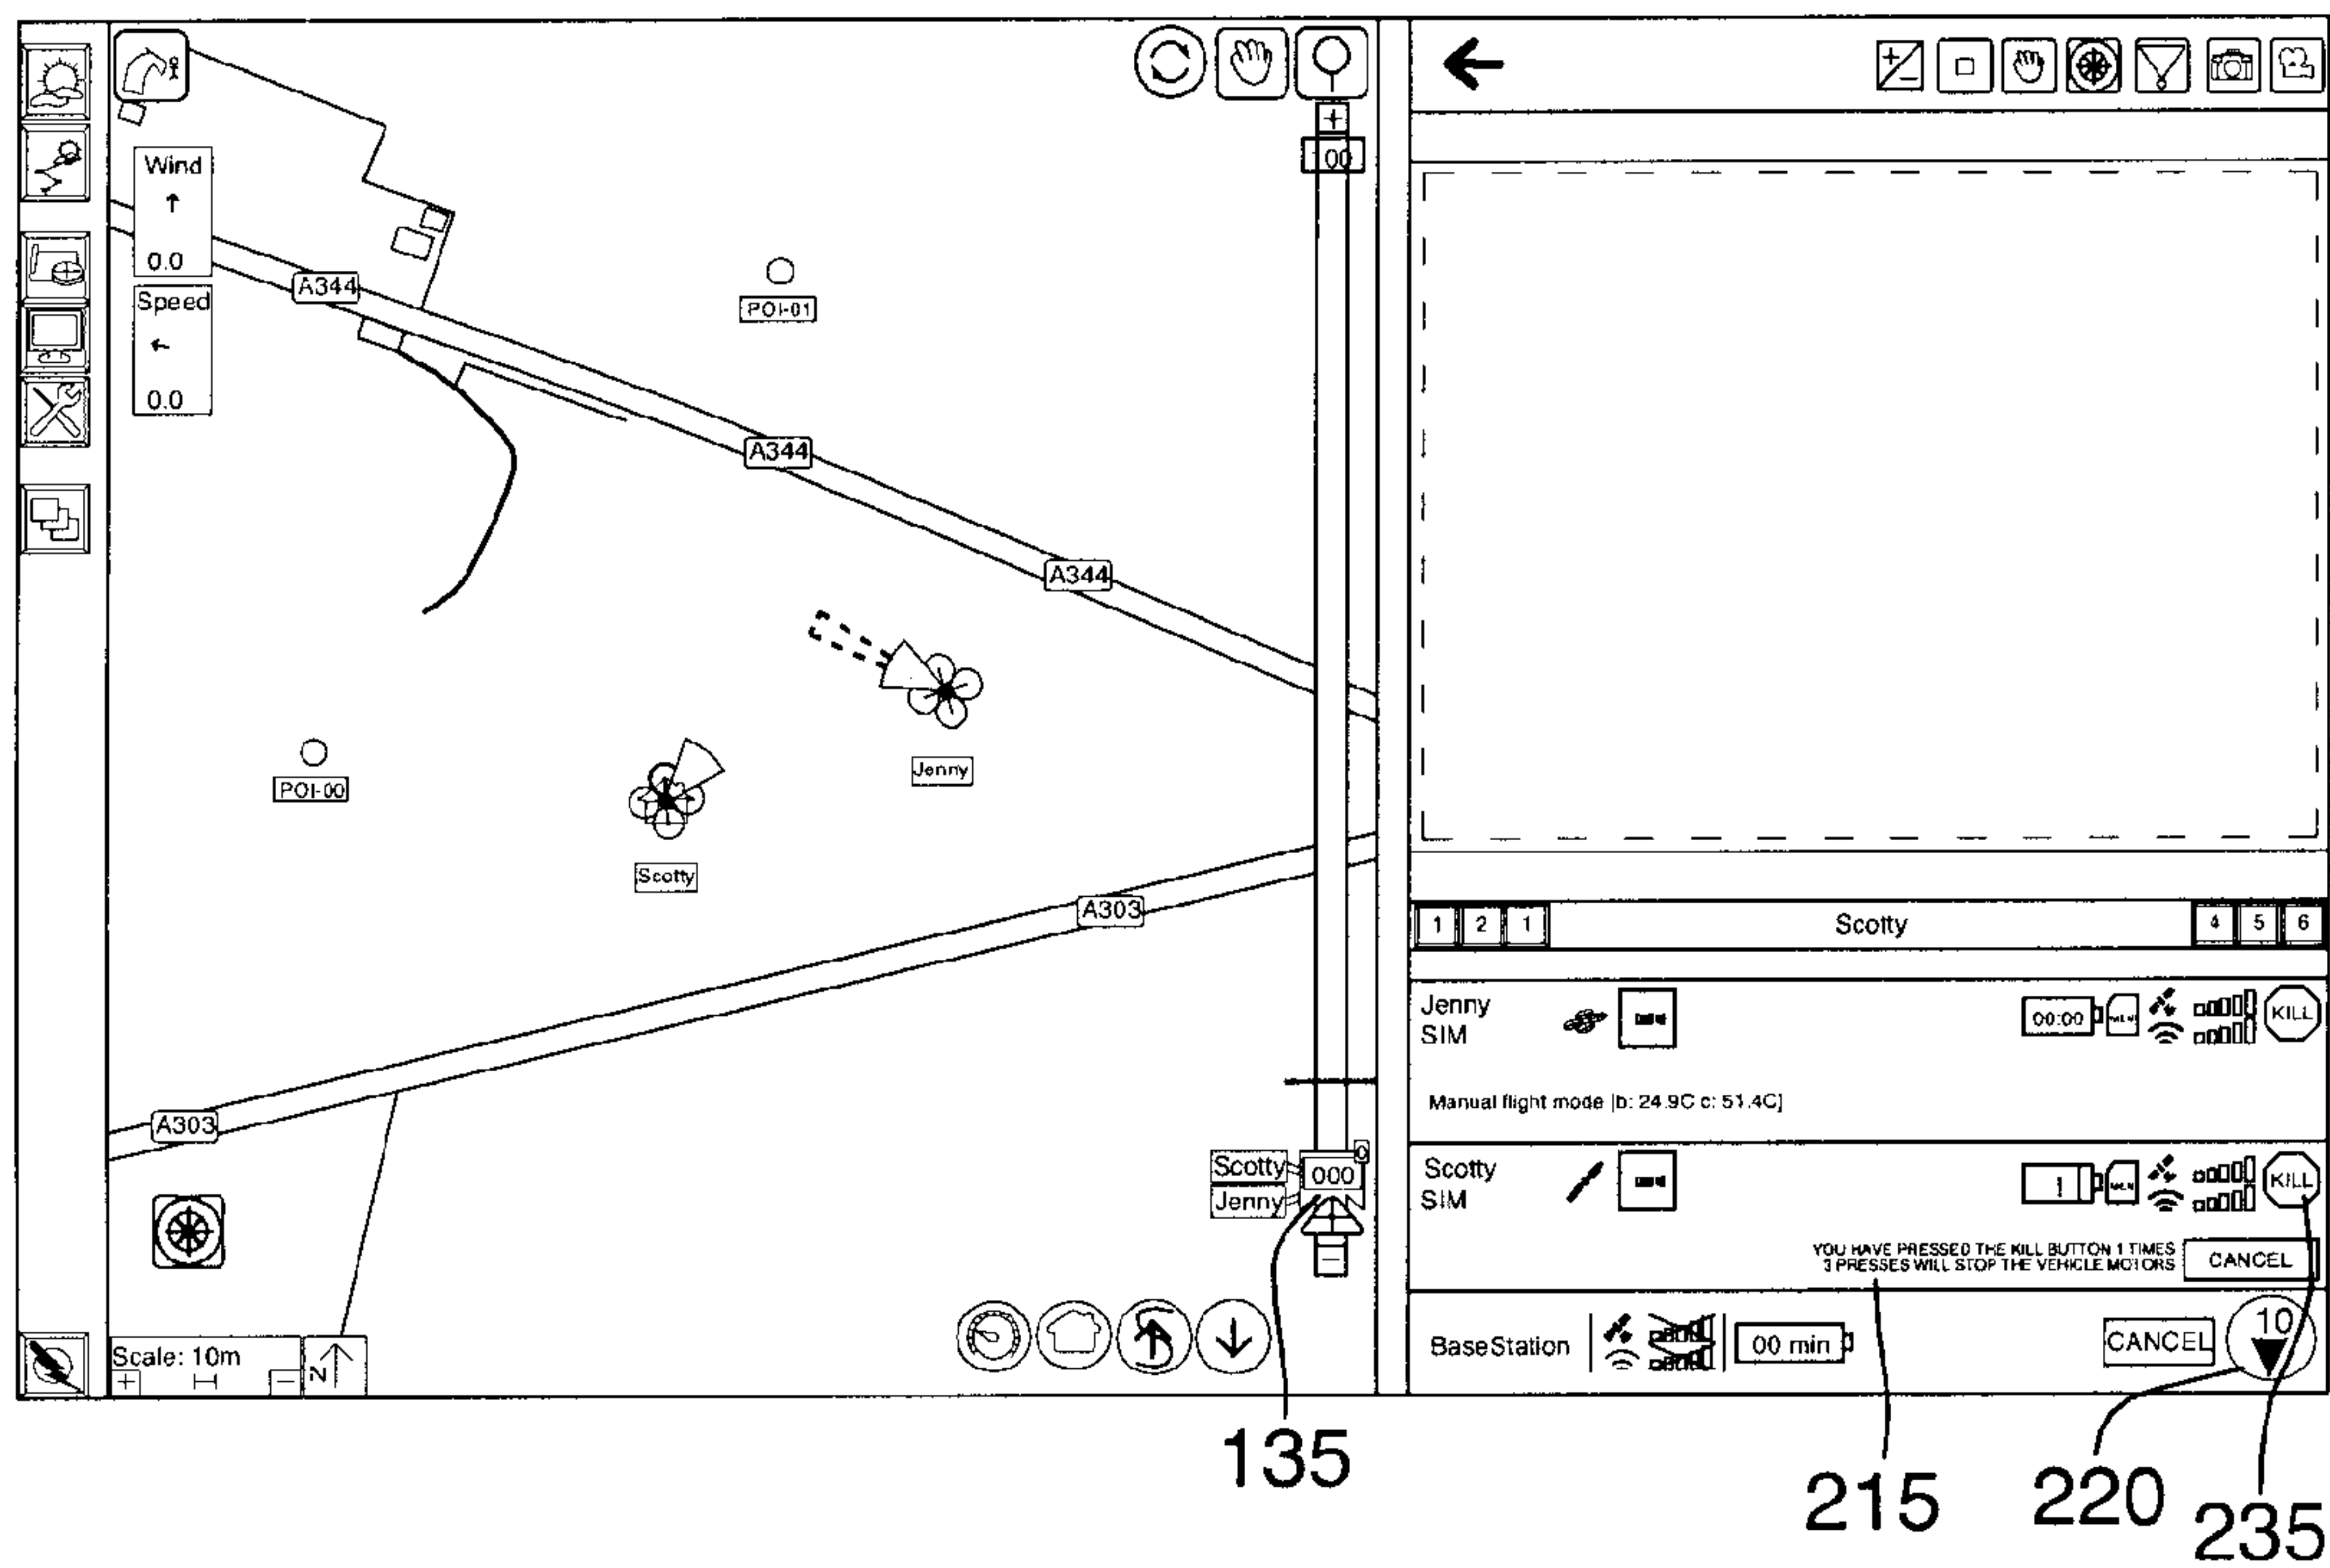 Wind
0.0
Speed
0.0
+
00
A344
POI-01
A344
A344
Jenny
POI-00
Scotty
A303
A303
Scotty
Jenny
000
0
Scale: 10m
+
−
N
1 2 1 Scotty 4 5 6
Jenny
SIM
00:00
KILL
Manual flight mode [b: 24.9C c: 51.4C]
Scotty
SIM
1
KILL
YOU HAVE PRESSED THE KILL BUTTON 1 TIMES
3 PRESSES WILL STOP THE VEHICLE MOTORS
CANCEL
BaseStation
00 min
CANCEL
10
135
215
220
235